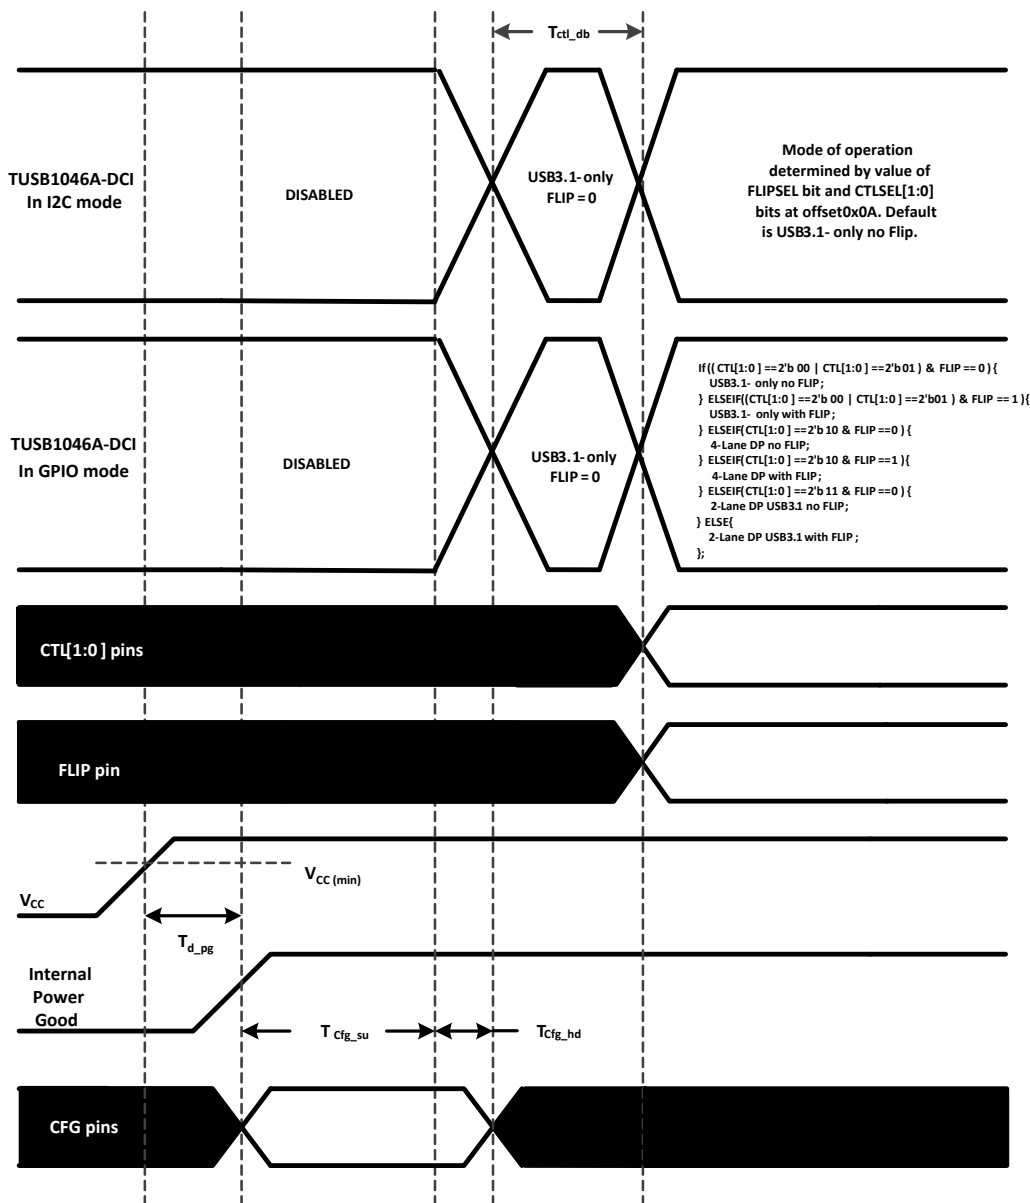 Tctl_db
TUSB1046A-DCI
In I2C mode
DISABLED
USB3.1- only
FLIP = 0
Mode of operation
determined by value of
FLIPSEL bit and CTLSEL[1:0]
bits at offset0x0A. Default
is USB3.1- only no Flip.
TUSB1046A-DCI
In GPIO mode
DISABLED
USB3.1- only
FLIP = 0
If (( CTL[1:0 ] ==2'b 00 | CTL[1:0 ] ==2'b 01 ) & FLIP == 0 ) {
USB3.1- only no FLIP ;
} ELSEIF((CTL[1:0 ] ==2'b 00 | CTL[1:0 ] ==2'b01 ) & FLIP == 1 ){
USB3.1- only with FLIP ;
} ELSEIF(CTL[1:0 ] ==2'b 10 & FLIP ==0 ) {
4-Lane DP no FLIP;
} ELSEIF(CTL[1:0 ] ==2'b 10 & FLIP ==1 ){
4-Lane DP with FLIP ;
} ELSEIF(CTL[1:0 ] ==2'b 11 & FLIP ==0 ) {
2-Lane DP USB3.1 no FLIP ;
} ELSE{
2-Lane DP USB3.1 with FLIP ;
};
CTL[1:0 ] pins
FLIP pin
VCC (min)
VCC
Td_pg
Internal
Power
Good
T Cfg_su
TCfg_hd
CFG pins